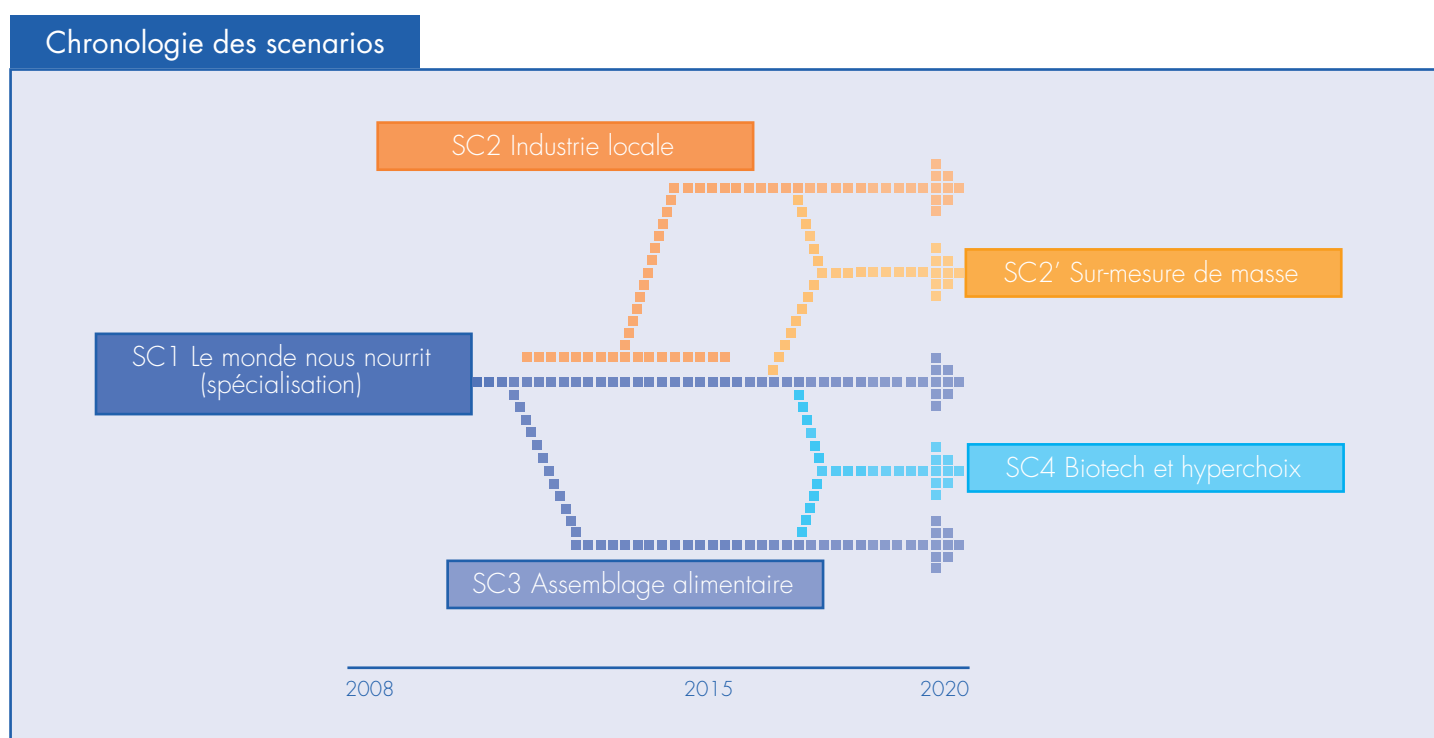 Chronologie des scenarios
SC2 Industrie locale
SC2’ Sur-mesure de masse
SC1 Le monde nous nourrit
(spécialisation)
SC4 Biotech et hyperchoix
SC3 Assemblage alimentaire
2008
2015
2020